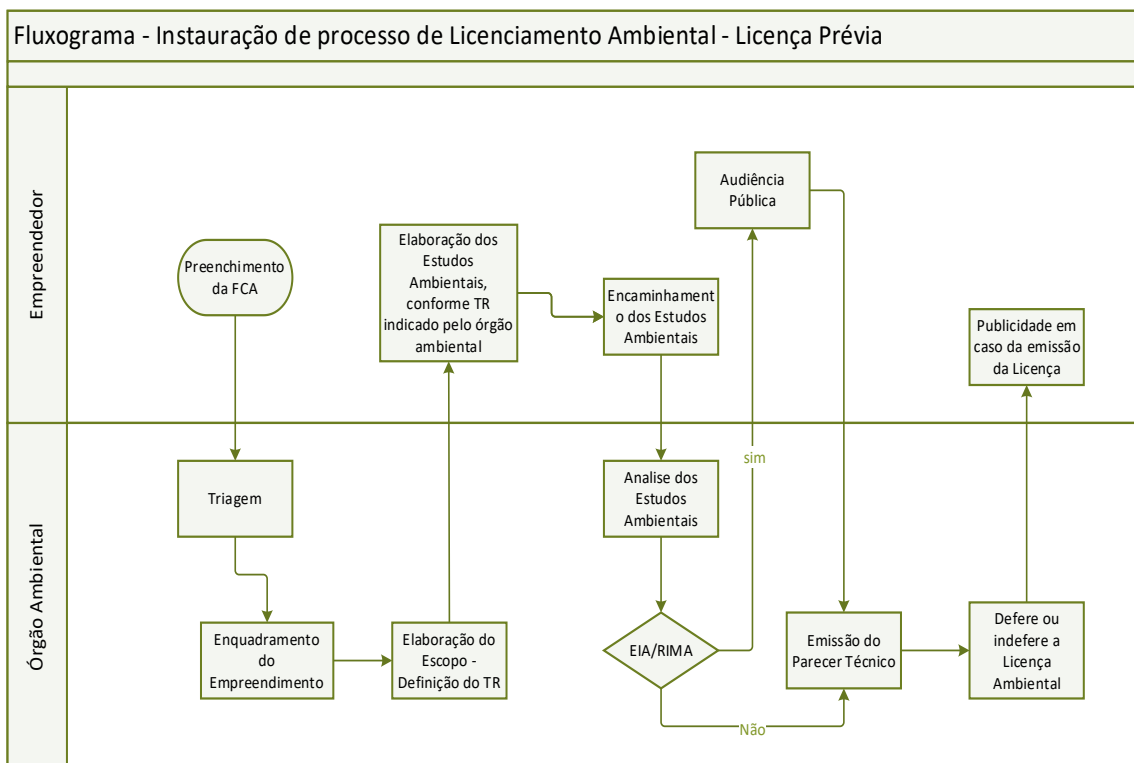 Fluxograma - Instauração de processo de Licenciamento Ambiental - Licença Prévia
Empreendedor
Preenchimento
da FCA
Elaboração dos
Estudos
Ambientais,
conforme TR
indicado pelo órgão
ambiental
Encaminhament
o dos Estudos
Ambientais
Audiência
Pública
Publicidade em
caso da emissão
da Licença
Órgão Ambiental
Triagem
Enquadramento
do
Empreendimento
Elaboração do
Escopo -
Definição do TR
Analise dos
Estudos
Ambientais
EIA/RIMA
sim
Não
Emissão do
Parecer Técnico
Defere ou
indefere a
Licença
Ambiental